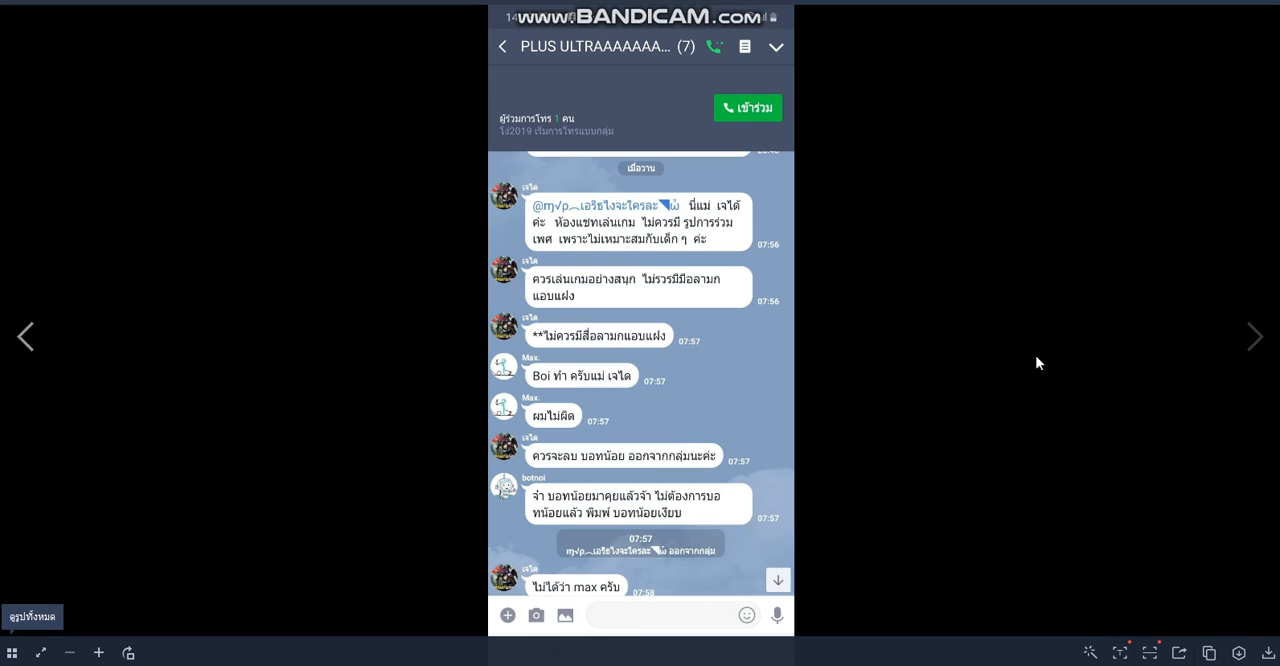 www.BANDICAM.com
PLUS ULTRAAAAAAA... (7)
เข้าร่วม
ผู้ร่วมการโทร 1 คน
โง่2019 เริ่มการโทรแบบกลุ่ม
เมื่อวาน
เจได
นี่แม่ เจได้
ค่ะ ห้องแชทเล่นเกม ไม่ควรมี รูปการร่วม
เพศ เพราะไม่เหมาะสมกับเด็ก ๆ ค่ะ
07:56
เจได
ควรเล่นเกมอย่างสนุก ไม่รวรมีมือลามก
แอบแฝง
07:56
เจได
**ไม่ควรมีสื่อลามกแอบแฝง
07:57
Max.
Boi ทำ ครับแม่ เจได
07:57
Max.
ผมไม่ผิด
07:57
เจได
ควรจะลบ บอทน้อย ออกจากกลุ่มนะค่ะ
07:57
botnoi
จ๋า บอทน้อยมาคุยแล้วจ้า ไม่ต้องการบอ
ทน้อยแล้ว พิมพ์ บอทน้อยเงียบ
07:57
07:57
ออกจากกลุ่ม
เจได
ไม่ได้ว่า max ครับ
07:58
ดูรูปทั้งหมด